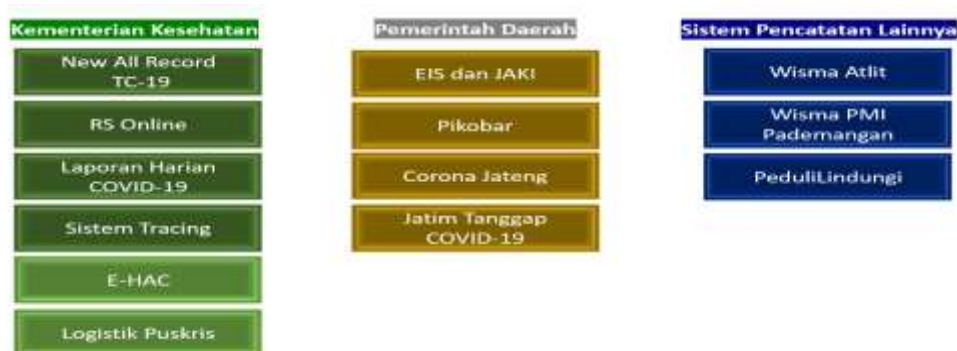 Kementerian Kesehatan
New All Record
TC-19
RS Online
Laporan Harian
COVID-19
Sistem Tracing
E-HAC
Logistik Puskris
Pemerintah Daerah
EIS dan JAKI
Pikobar
Corona Jateng
Jatim Tanggap
COVID-19
Sistem Pencatatan Lainnya
Wisma Atlit
Wisma PMI
Pademangan
PeduliLindungi